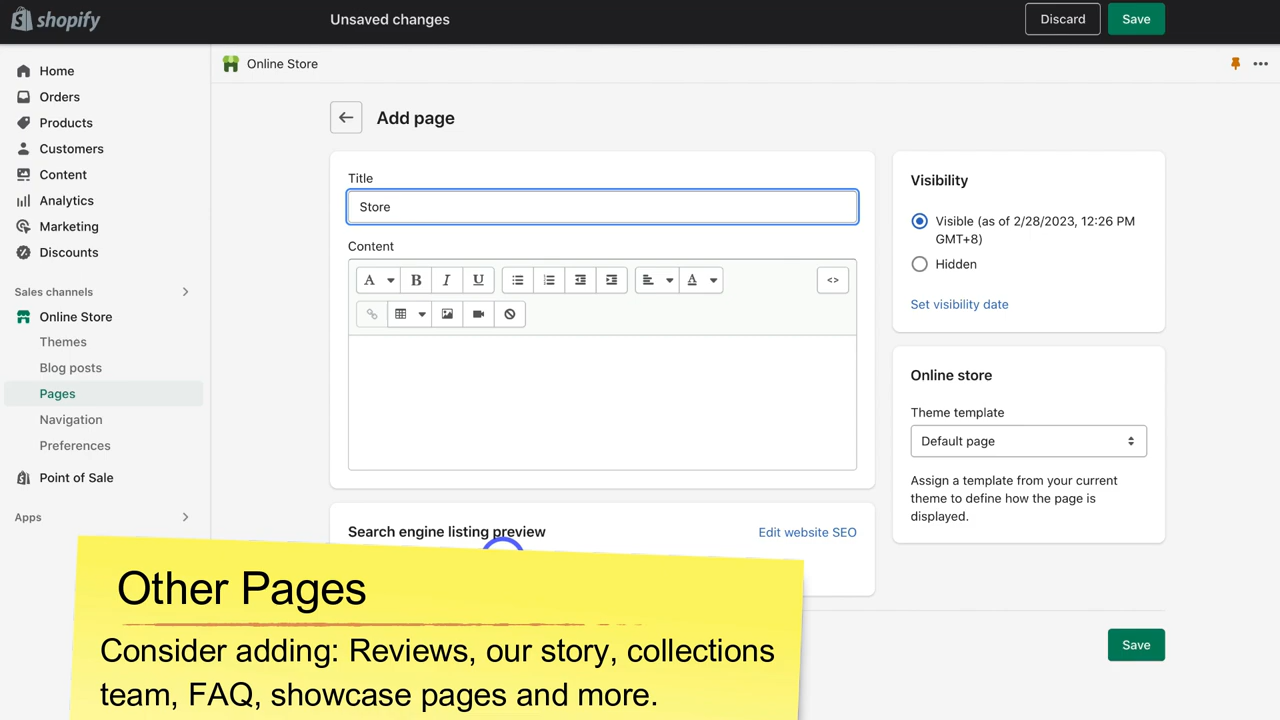 shopify
Unsaved changes
Discard
Save
Home
Orders
Products
Customers
Content
Analytics
Marketing
Discounts
Sales channels
Online Store
Themes
Blog posts
Pages
Navigation
Preferences
Point of Sale
Apps
Online Store
Add page
Title
Store
Content
A
B
I
U
A
<>
Search engine listing preview
Edit website SEO
Visibility
Visible (as of 2/28/2023, 12:26 PM
GMT+8)
Hidden
Set visibility date
Online store
Theme template
Default page
Assign a template from your current
theme to define how the page is
displayed.
Save
Other Pages
Consider adding: Reviews, our story, collections
team, FAQ, showcase pages and more.